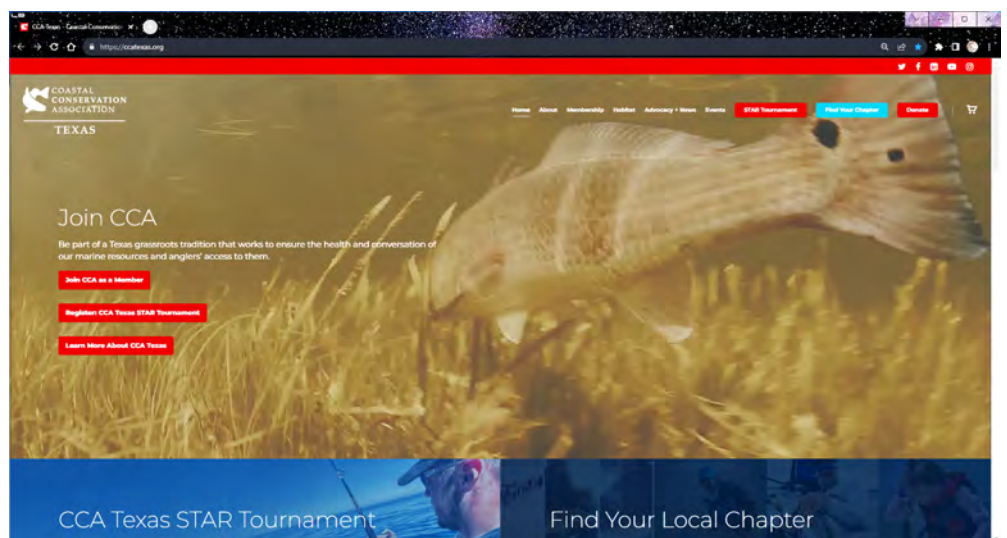 CCA Texas - Coastal Conservation
https://ccatexas.org
COASTAL
CONSERVATION
ASSOCIATION
TEXAS
Home About Membership Habitat Advocacy + News Events STAR Tournament Find Your Chapter Donate
Join CCA
Be part of a Texas grassroots tradition that works to ensure the health and conversation of
our marine resources and anglers' access to them.
Join CCA as a Member
Register: CCA Texas STAR Tournament
Learn More About CCA Texas
CCA Texas STAR Tournament
Find Your Local Chapter